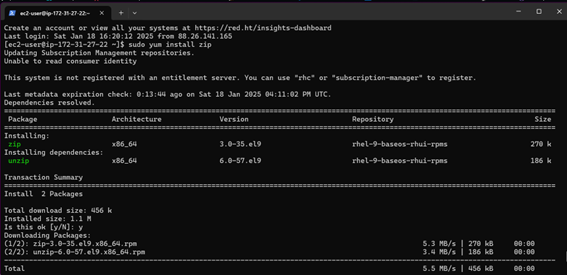 ec2-user@ip-172-31-27-22:~
Create an account or view all your systems at https://red.ht/insights-dashboard
Last login: Sat Jan 18 16:20:12 2025 from 88.26.141.165
[ec2-user@ip-172-31-27-22 ~]$ sudo yum install zip
Updating Subscription Management repositories.
Unable to read consumer identity
This system is not registered with an entitlement server. You can use "rhc" or "subscription-manager" to register.
Last metadata expiration check: 0:13:44 ago on Sat 18 Jan 2025 04:11:02 PM UTC.
Dependencies resolved.
================================================================================
Package Architecture Version Repository Size
================================================================================
Installing:
zip x86_64 3.0-35.el9 rhel-9-baseos-rhui-rpms 270 k
Installing dependencies:
unzip x86_64 6.0-57.el9 rhel-9-baseos-rhui-rpms 186 k
Transaction Summary
================================================================================
Install 2 Packages
Total download size: 456 k
Installed size: 1.1 M
Is this ok [y/N]: y
Downloading Packages:
(1/2): zip-3.0-35.el9.x86_64.rpm 5.3 MB/s | 270 kB 00:00
(2/2): unzip-6.0-57.el9.x86_64.rpm 3.4 MB/s | 186 kB 00:00
--------------------------------------------------------------------------------
Total 5.5 MB/s | 456 kB 00:00